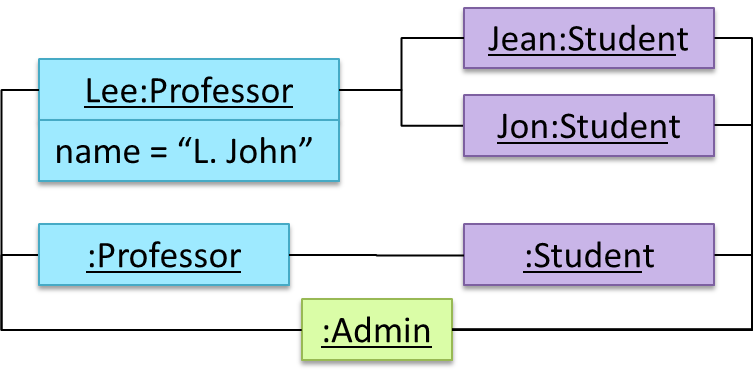 Jean:Student
Lee:Professor
name = “L. John”
Jon:Student
:Professor
:Student
:Admin